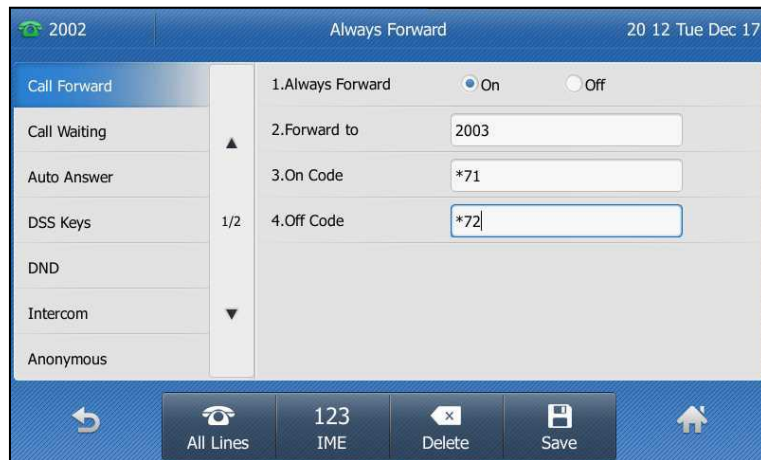 2002 Always Forward 20 12 Tue Dec 17
Call Forward
Call Waiting
Auto Answer
DSS Keys
DND
Intercom
Anonymous
1/2
1.Always Forward On Off
2.Forward to 2003
3.On Code *71
4.Off Code *72
All Lines
123
IME
Delete
Save